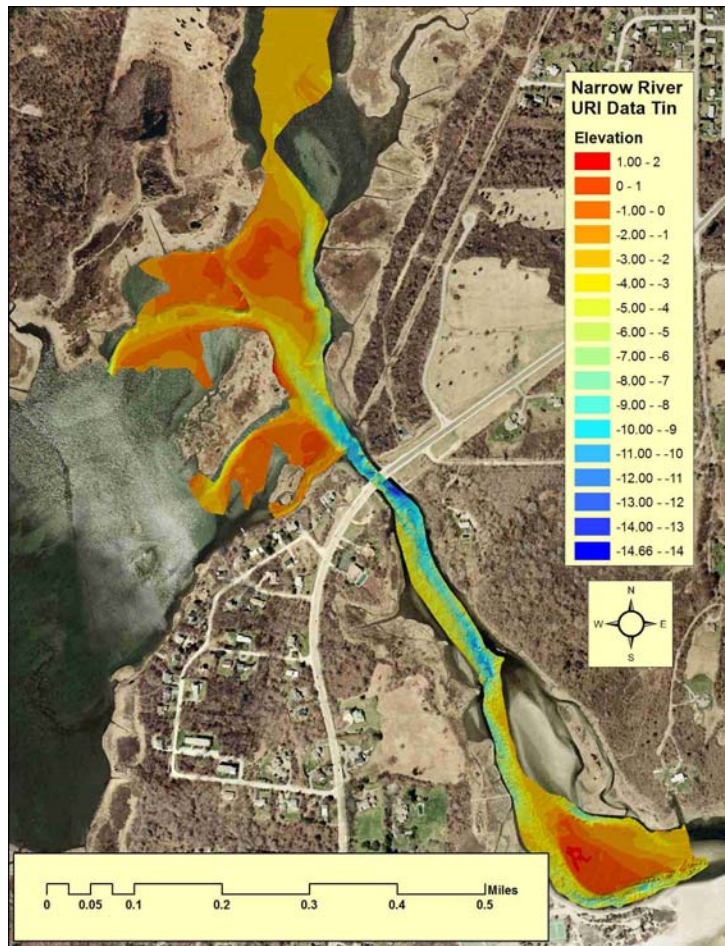 Narrow River
URI Data Tin
Elevation
1.00 - 2
0 - 1
-1.00 - 0
-2.00 - -1
-3.00 - -2
-4.00 - -3
-5.00 - -4
-6.00 - -5
-7.00 - -6
-8.00 - -7
-9.00 - -8
-10.00 - -9
-11.00 - -10
-12.00 - -11
-13.00 - -12
-14.00 - -13
-14.66 - -14
N
W E
S
Miles
0 0.05 0.1 0.2 0.3 0.4 0.5